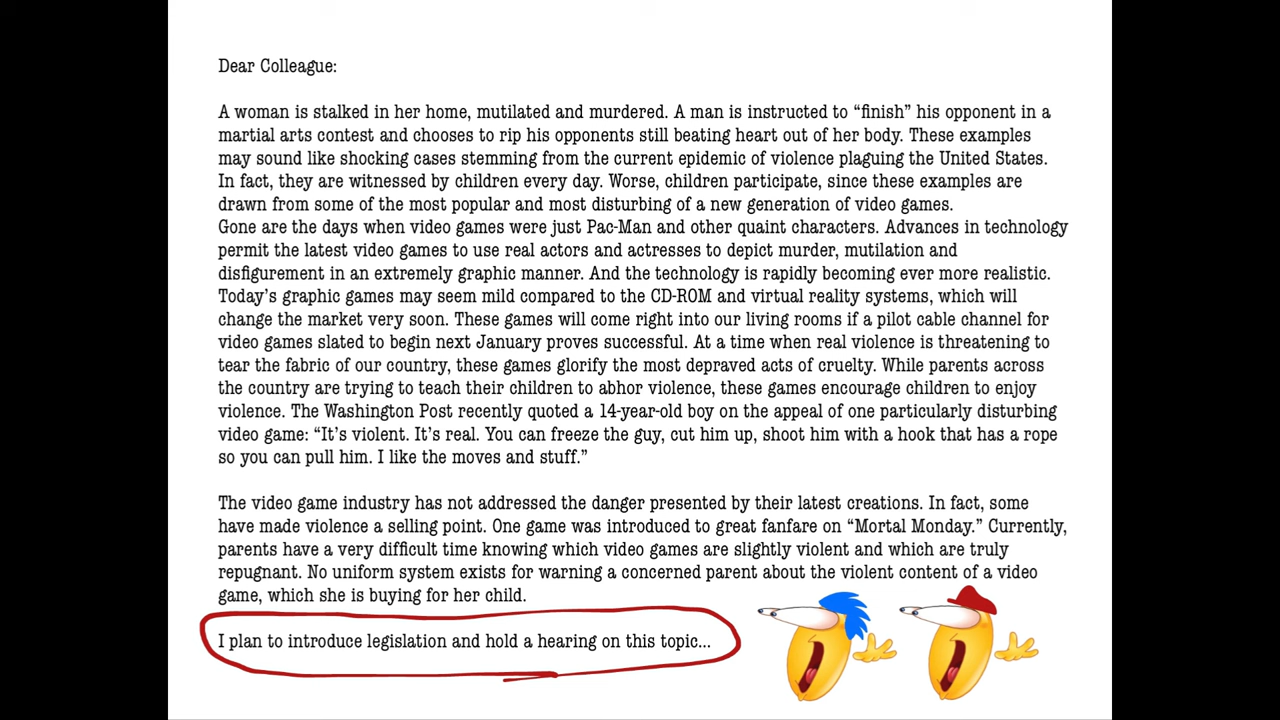 Dear Colleague:
A woman is stalked in her home, mutilated and murdered. A man is instructed to “finish” his opponent in a
martial arts contest and chooses to rip his opponents still beating heart out of her body. These examples
may sound like shocking cases stemming from the current epidemic of violence plaguing the United States.
In fact, they are witnessed by children every day. Worse, children participate, since these examples are
drawn from some of the most popular and most disturbing of a new generation of video games.
Gone are the days when video games were just Pac-Man and other quaint characters. Advances in technology
permit the latest video games to use real actors and actresses to depict murder, mutilation and
disfigurement in an extremely graphic manner. And the technology is rapidly becoming ever more realistic.
Today’s graphic games may seem mild compared to the CD-ROM and virtual reality systems, which will
change the market very soon. These games will come right into our living rooms if a pilot cable channel for
video games slated to begin next January proves successful. At a time when real violence is threatening to
tear the fabric of our country, these games glorify the most depraved acts of cruelty. While parents across
the country are trying to teach their children to abhor violence, these games encourage children to enjoy
violence. The Washington Post recently quoted a 14-year-old boy on the appeal of one particularly disturbing
video game: “It’s violent. It’s real. You can freeze the guy, cut him up, shoot him with a hook that has a rope
so you can pull him. I like the moves and stuff.”
The video game industry has not addressed the danger presented by their latest creations. In fact, some
have made violence a selling point. One game was introduced to great fanfare on “Mortal Monday.” Currently,
parents have a very difficult time knowing which video games are slightly violent and which are truly
repugnant. No uniform system exists for warning a concerned parent about the violent content of a video
game, which she is buying for her child.
I plan to introduce legislation and hold a hearing on this topic...